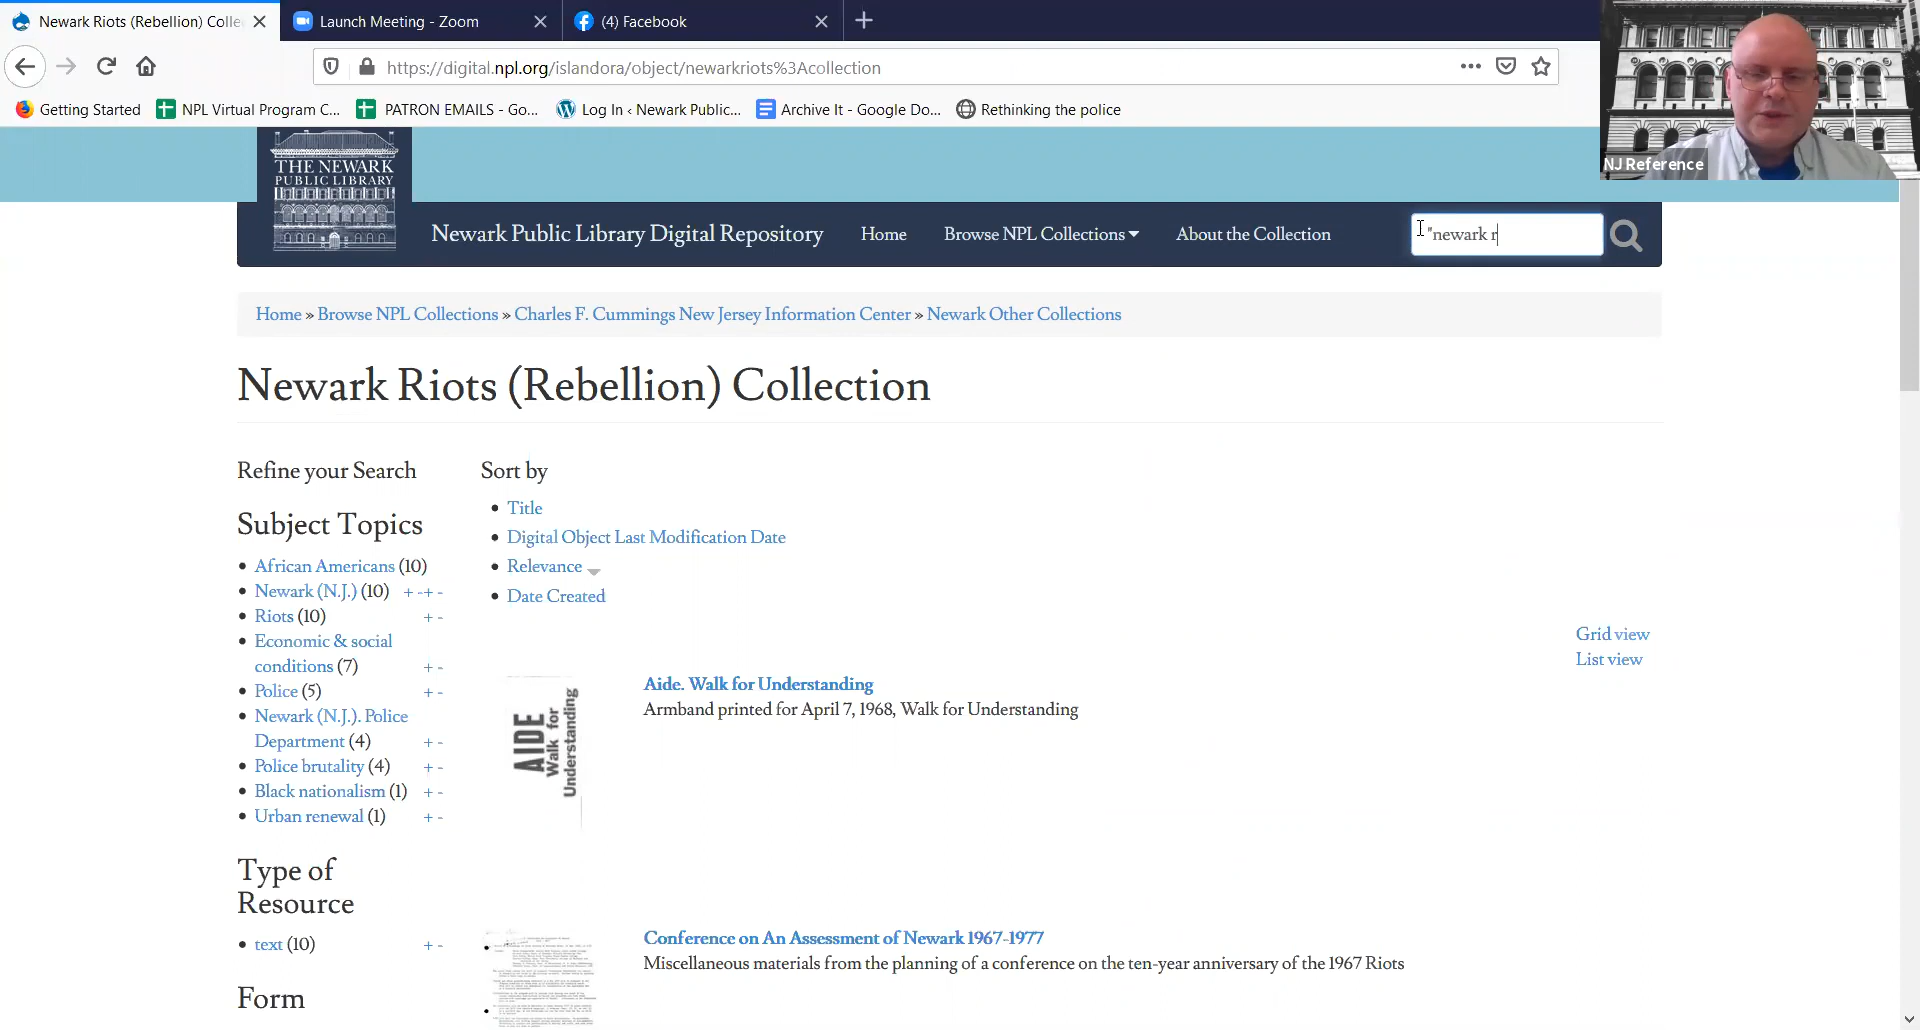 Newark Riots (Rebellion) Colle
Launch Meeting - Zoom
(4) Facebook
https://digital.npl.org/islandora/object/newarkriots%3Acollection
Getting Started
NPL Virtual Program C...
PATRON EMAILS - Go...
Log In ‹ Newark Public...
Archive It - Google Do...
Rethinking the police
NJ Reference
THE NEWARK
PUBLIC LIBRARY
Newark Public Library Digital Repository
Home
Browse NPL Collections
About the Collection
"newark r
Home » Browse NPL Collections » Charles F. Cummings New Jersey Information Center » Newark Other Collections
Newark Riots (Rebellion) Collection
Refine your Search
Subject Topics
African Americans (10)
Newark (N.J.) (10) + -+ -
Riots (10) + -
Economic & social
conditions (7) + -
Police (5) + -
Newark (N.J.). Police
Department (4) + -
Police brutality (4) + -
Black nationalism (1) + -
Urban renewal (1) + -
Type of
Resource
text (10) + -
Form
Sort by
Title
Digital Object Last Modification Date
Relevance
Date Created
Grid view
List view
AIDE
Walk for
Understanding
Aide. Walk for Understanding
Armband printed for April 7, 1968, Walk for Understanding
Conference on An Assessment of Newark 1967-1977
Miscellaneous materials from the planning of a conference on the ten-year anniversary of the 1967 Riots